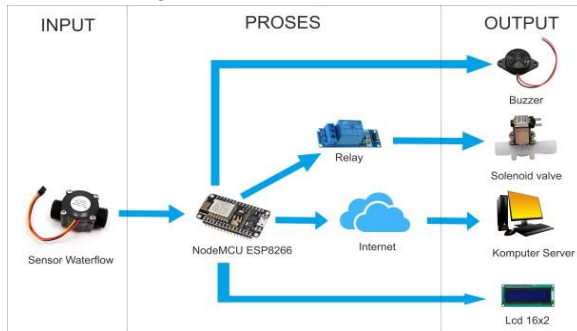 INPUT
PROSES
OUTPUT
Buzzer
Relay
Solenoid valve
Sensor Waterflow
NodeMCU ESP8266
Internet
Komputer Server
Lcd 16x2